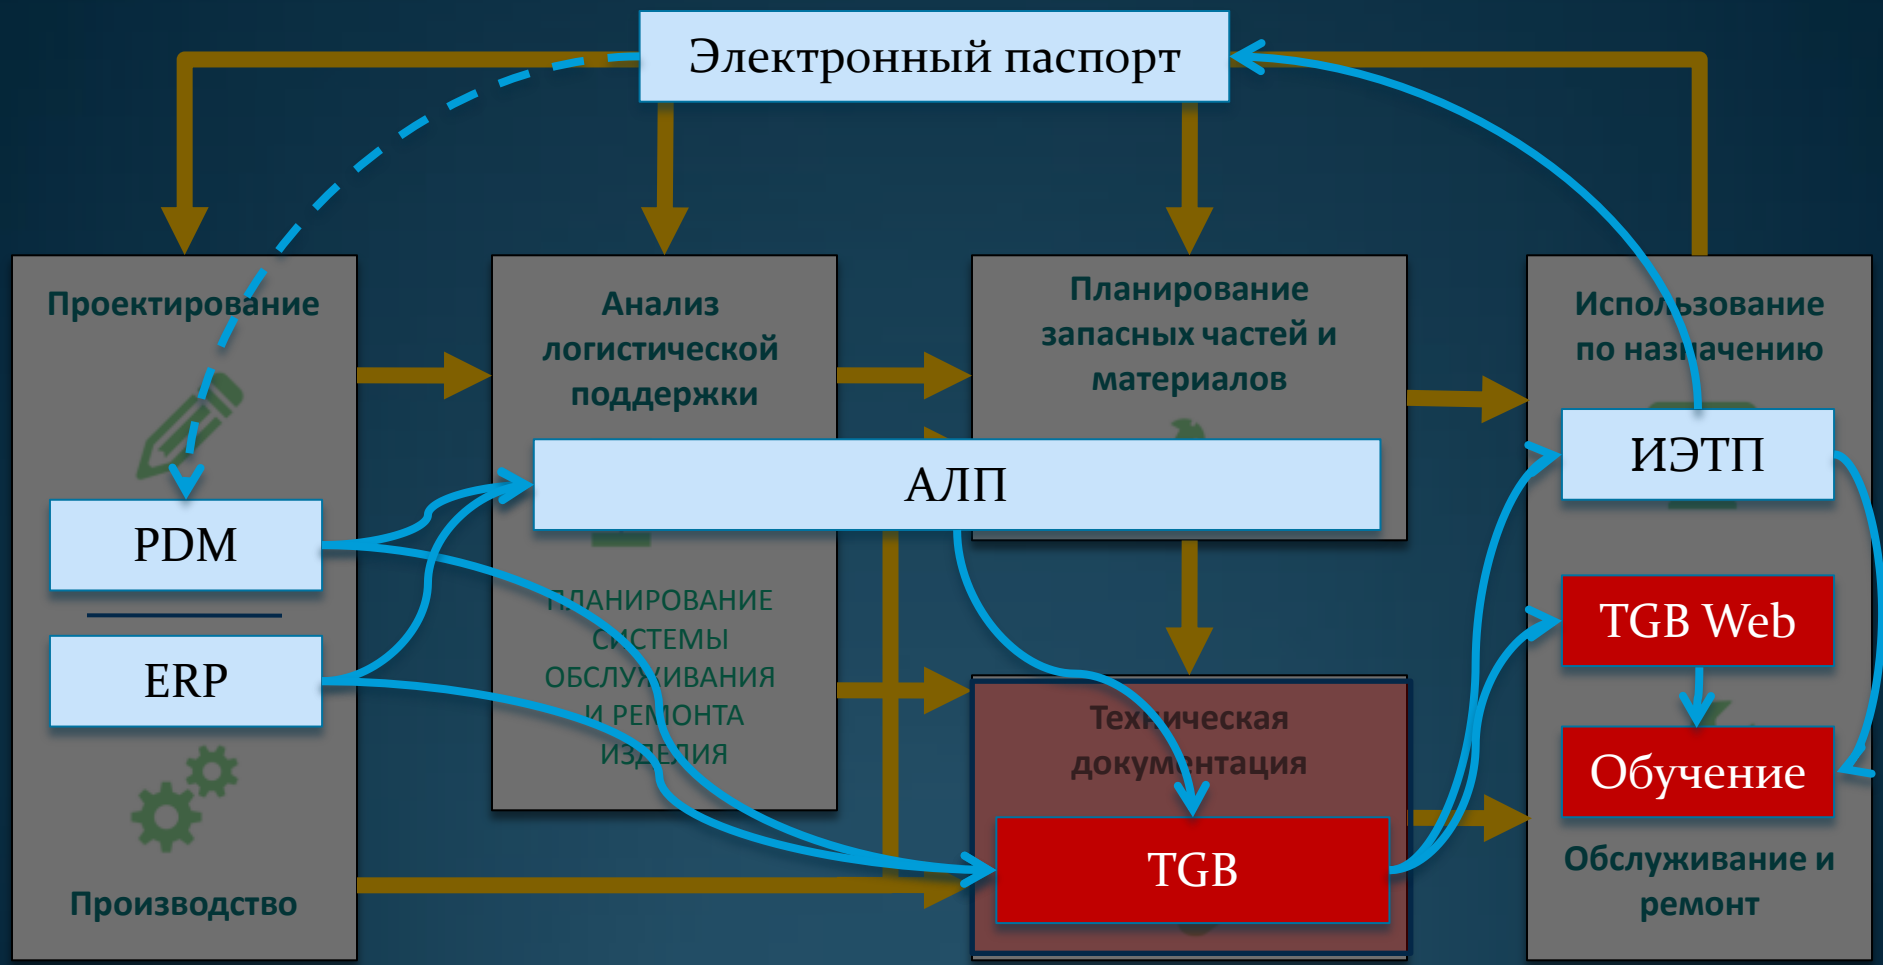 Электронный паспорт
Проектирование
PDM
ERP
Производство
Анализ
логистической
поддержки
ПЛАНИРОВАНИЕ
СИСТЕМЫ
ОБСЛУЖИВАНИЯ
И РЕМОНТА
ИЗДЕЛИЯ
Планирование
запасных частей и
материалов
АЛП
Техническая
документация
TGB
Использование
по назначению
ИЭТП
TGB Web
Обучение
Обслуживание и
ремонт